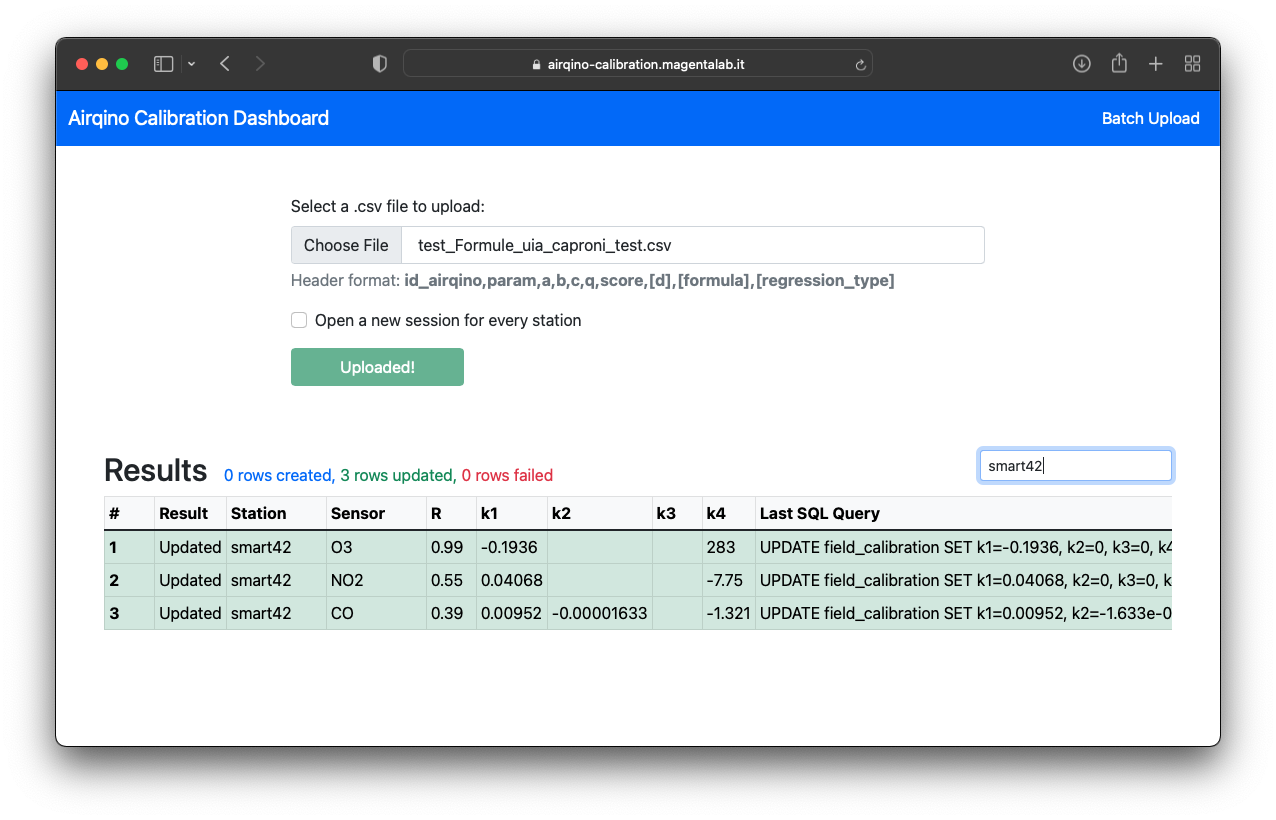 airqino-calibration.magentalab.it
Airqino Calibration Dashboard Batch Upload
Select a .csv file to upload:
Choose File test_Formule_uia_caproni_test.csv
Header format: id_airqino,param,a,b,c,q,score,[d],[formula],[regression_type]
Open a new session for every station
Uploaded!
Results 0 rows created, 3 rows updated, 0 rows failed smart42
# Result Station Sensor R k1 k2 k3 k4 Last SQL Query
1 Updated smart42 O3 0.99 -0.1936 283 UPDATE field_calibration SET k1=-0.1936, k2=0, k3=0, k4
2 Updated smart42 NO2 0.55 0.04068 -7.75 UPDATE field_calibration SET k1=0.04068, k2=0, k3=0, k
3 Updated smart42 CO 0.39 0.00952 -0.00001633 -1.321 UPDATE field_calibration SET k1=0.00952, k2=-1.633e-0